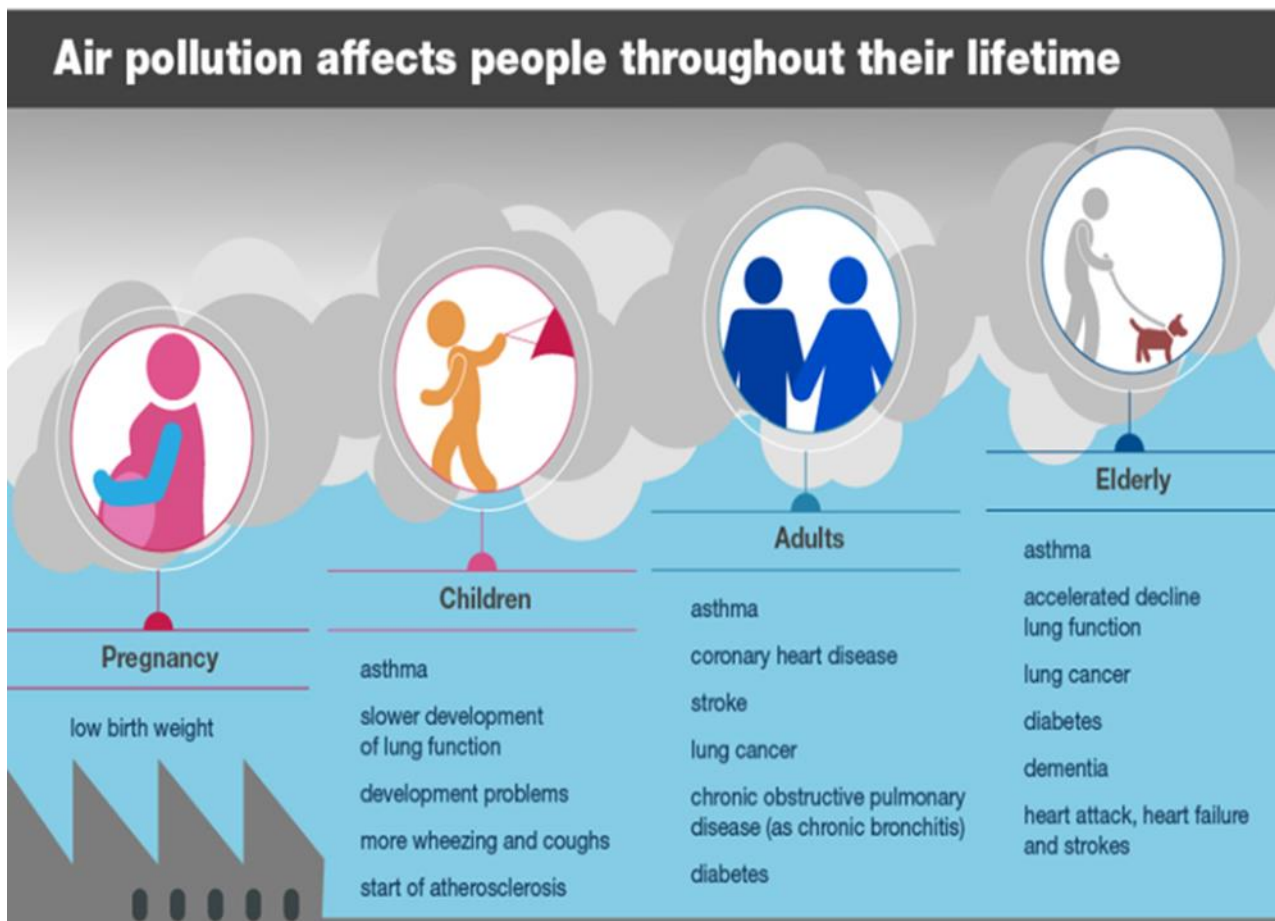 Air pollution affects people throughout their lifetime
Pregnancy
low birth weight
Children
asthma
slower development
of lung function
development problems
more wheezing and coughs
start of atherosclerosis
Adults
asthma
coronary heart disease
stroke
lung cancer
chronic obstructive pulmonary
disease (as chronic bronchitis)
diabetes
Elderly
asthma
accelerated decline
lung function
lung cancer
diabetes
dementia
heart attack, heart failure
and strokes